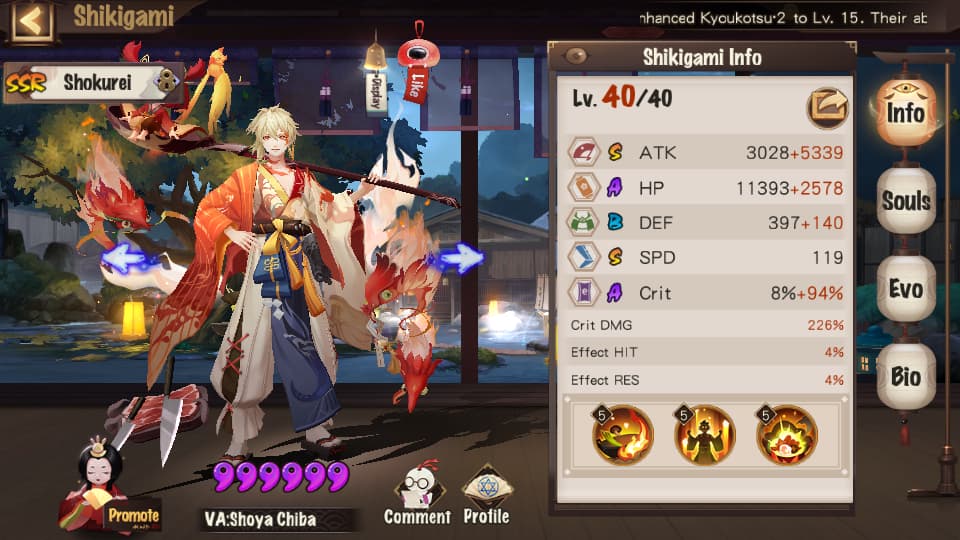 Shikigami
nhanced Kyoukotsu·2 to Lv. 15. Their ab
SSR Shokurei
Display
Like
Shikigami Info
Lv. 40/40
S ATK 3028+5339
A HP 11393+2578
B DEF 397+140
S SPD 119
A Crit 8%+94%
Crit DMG 226%
Effect HIT 4%
Effect RES 4%
5 5 5
Info
Souls
Evo
Bio
Promote
VA:Shoya Chiba
Comment
Profile